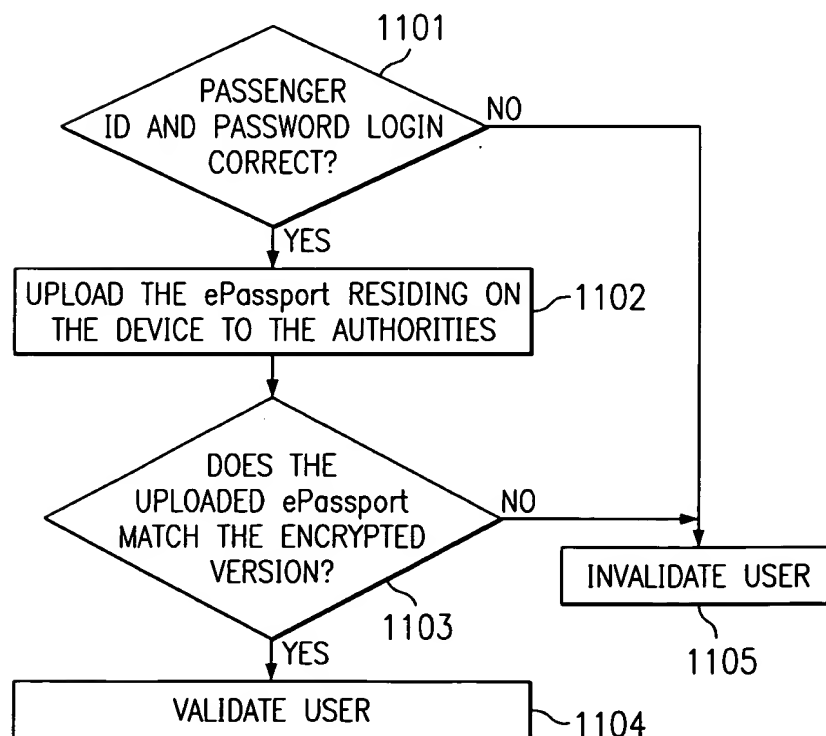 1101
PASSENGER
ID AND PASSWORD LOGIN
CORRECT?
NO
YES
UPLOAD THE ePassport RESIDING ON
THE DEVICE TO THE AUTHORITIES
1102
DOES THE
UPLOADED ePassport
MATCH THE ENCRYPTED
VERSION?
NO
1103
YES
INVALIDATE USER
1105
VALIDATE USER
1104